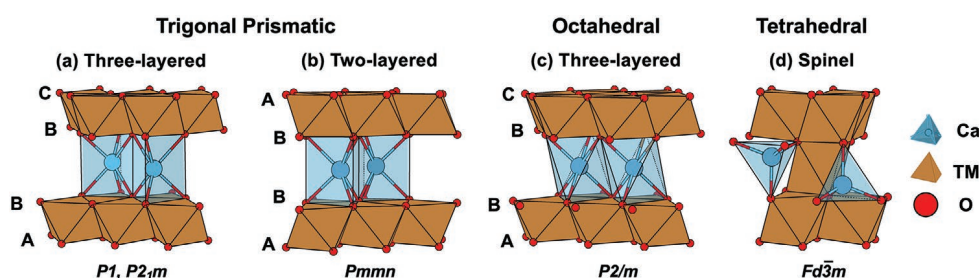 Trigonal Prismatic
Octahedral
Tetrahedral
(a) Three-layered
(b) Two-layered
(c) Three-layered
(d) Spinel
C
B
B
A
A
B
B
A
C
B
B
A
Ca
TM
O
P1, P2₁m
Pmmn
P2/m
Fd3̅m